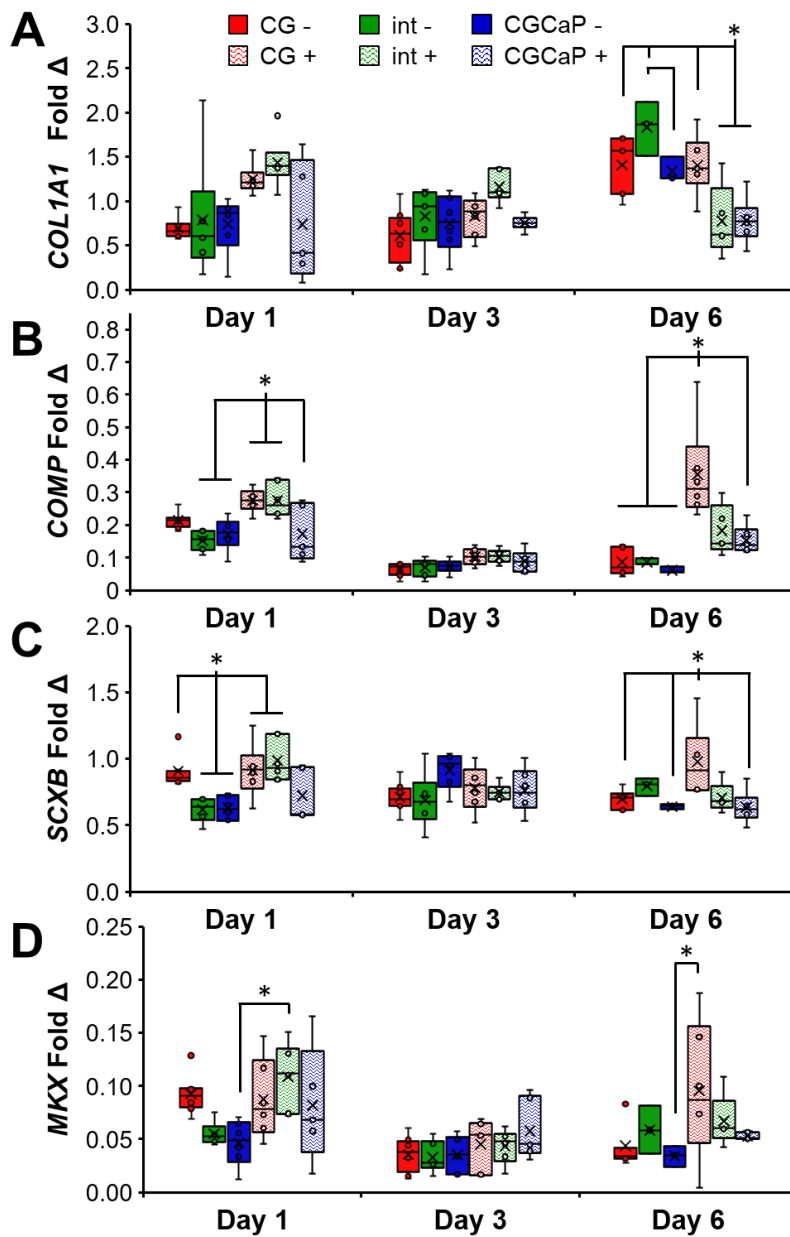 A
CG - int - CGCaP -
CG + int + CGCaP +
COL1A1 Fold Δ
3.0
2.5
2.0
1.5
1.0
0.5
0.0
*
Day 1 Day 3 Day 6
B
COMP Fold Δ
0.8
0.7
0.6
0.5
0.4
0.3
0.2
0.1
0
* *
Day 1 Day 3 Day 6
C
SCXB Fold Δ
2.0
1.5
1.0
0.5
0.0
* *
Day 1 Day 3 Day 6
D
MKX Fold Δ
0.25
0.20
0.15
0.10
0.05
0.00
* *
Day 1 Day 3 Day 6